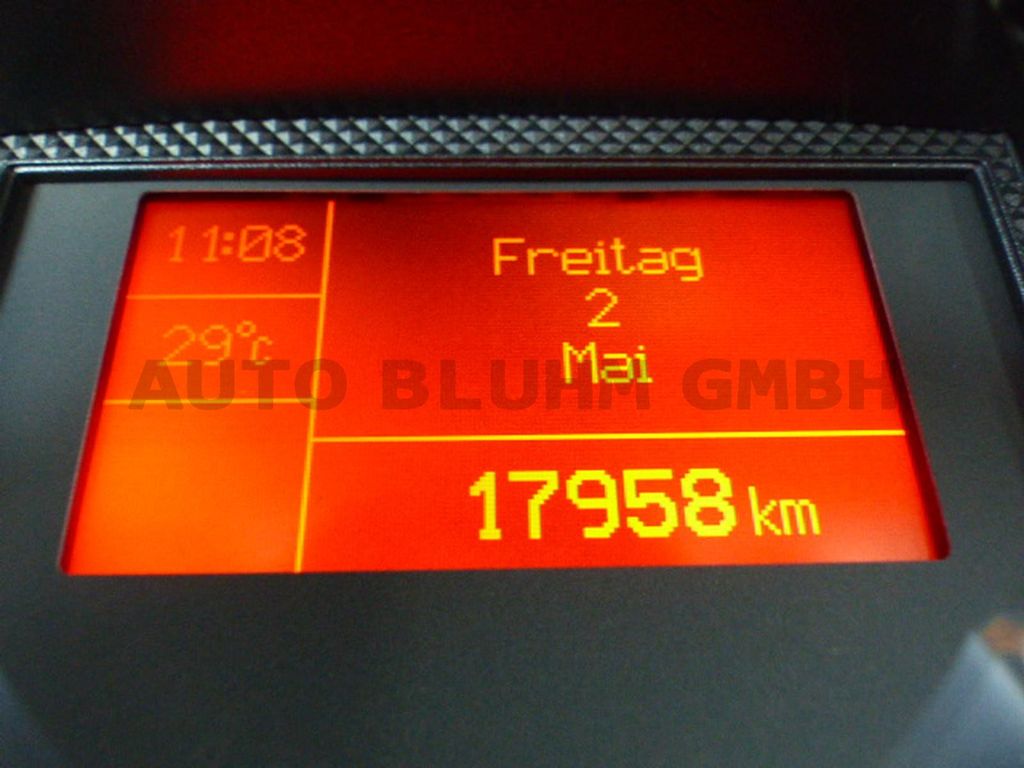 11:08
29°C
Freitag
2
Mai
AUTO BLUHM GMBH
17958 km